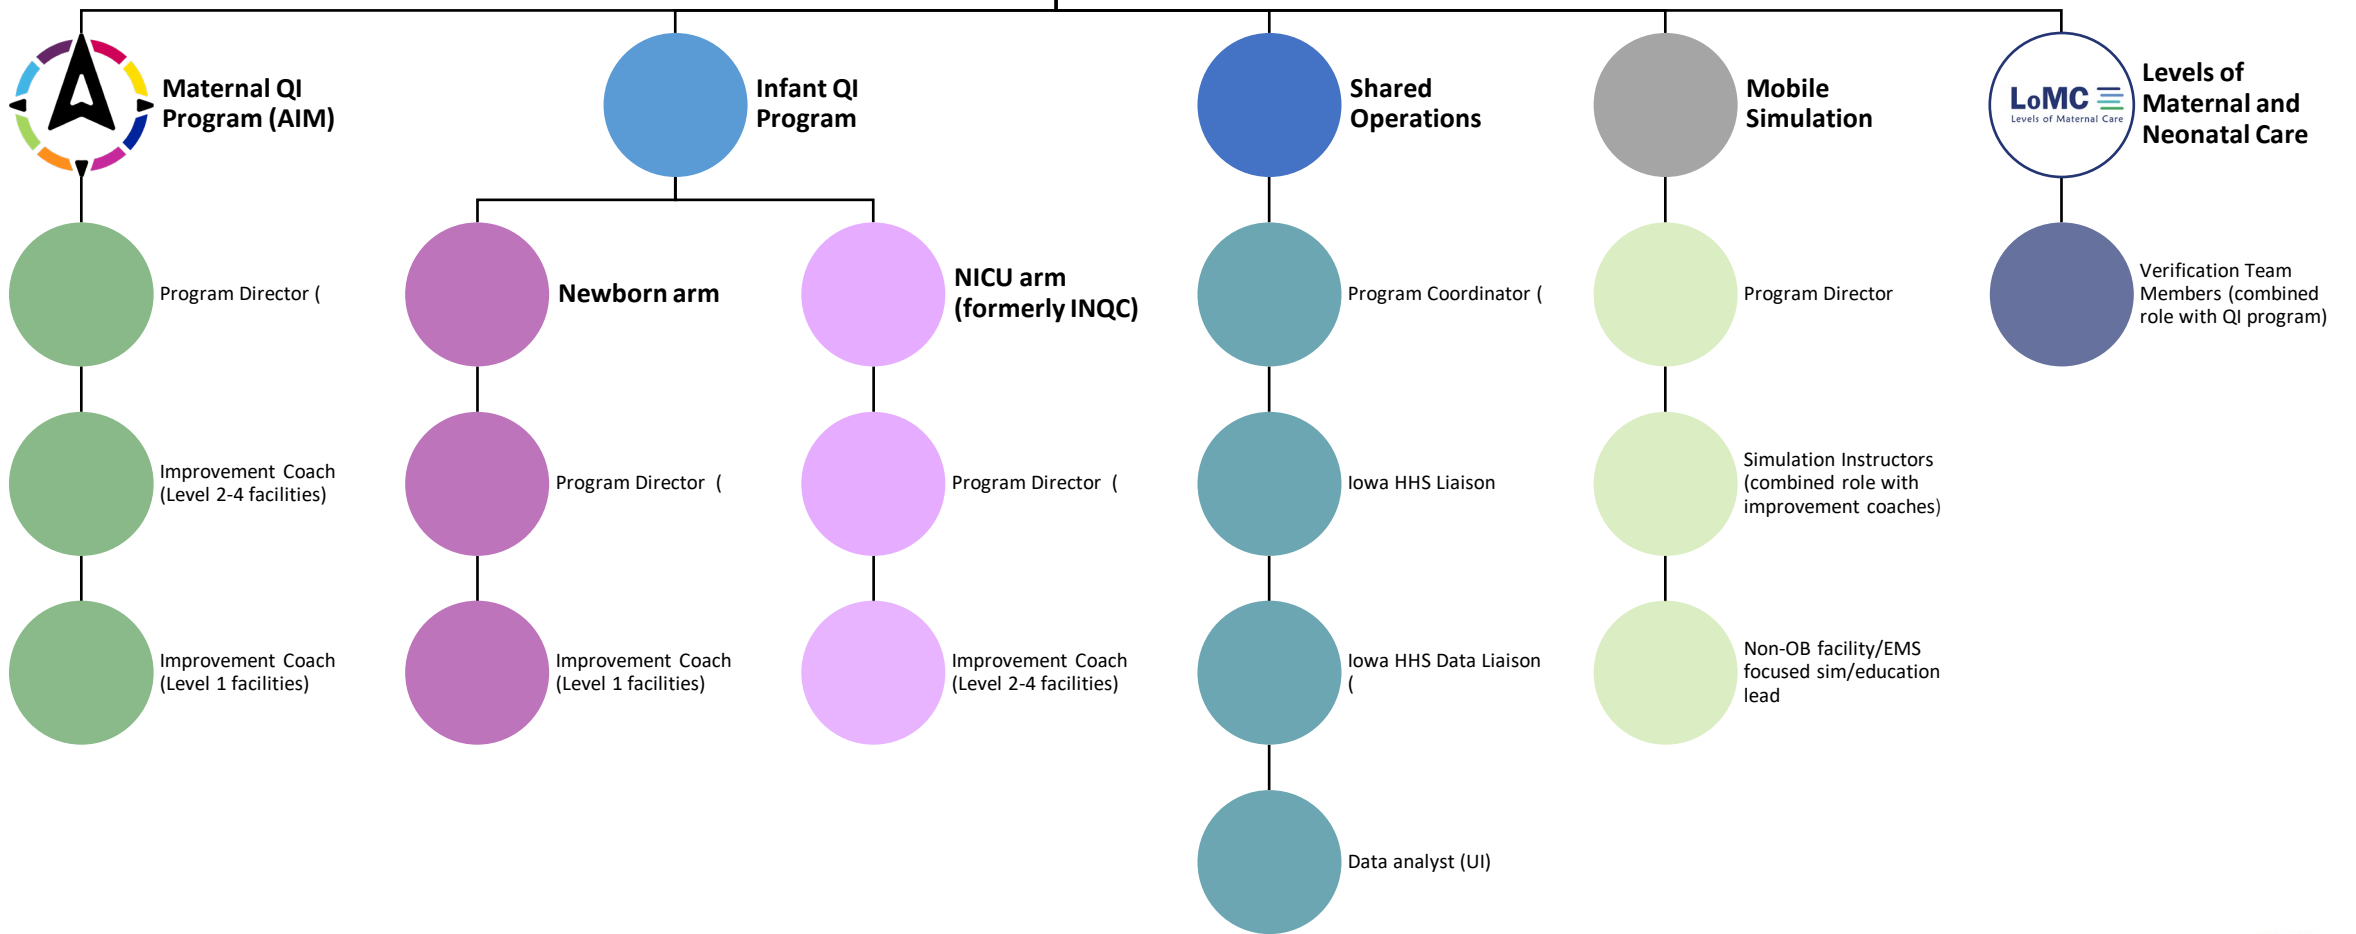 Maternal QI
Program (AIM)
Infant QI
Program
Shared
Operations
Mobile
Simulation
LoMC
Levels of Maternal Care
Levels of
Maternal and
Neonatal Care
Program Director (
Newborn arm
NICU arm
(formerly INQC)
Program Coordinator (
Program Director
Verification Team
Members (combined
role with QI program)
Improvement Coach
(Level 2-4 facilities)
Program Director (
Program Director (
Iowa HHS Liaison
Simulation Instructors
(combined role with
improvement coaches)
Improvement Coach
(Level 1 facilities)
Improvement Coach
(Level 1 facilities)
Improvement Coach
(Level 2-4 facilities)
Iowa HHS Data Liaison
(
Non-OB facility/EMS
focused sim/education
lead
Data analyst (UI)